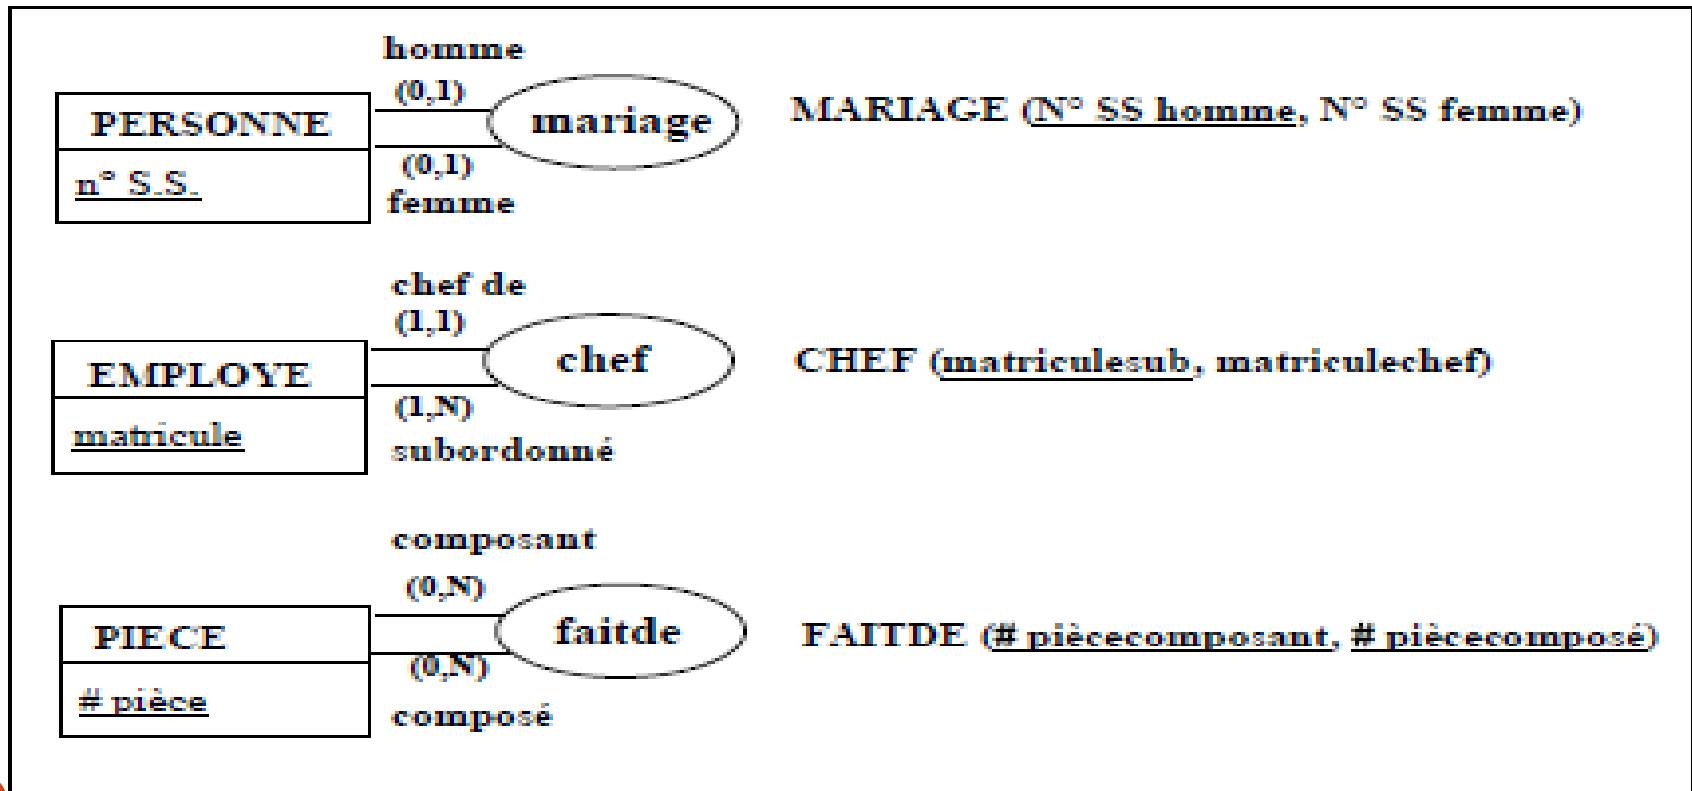 homme
(0,1)
PERSONNE
mariage
MARIAGE (N° SS homme, N° SS femme)
(0,1)
n° S.S.
femme
chef de
(1,1)
EMPLOYE
chef
CHEF (matriculesub, matriculechef)
(1,N)
matricule
subordonné
composant
(0,N)
PIECE
faitde
FAITDE (# piècecomposant, # piècecomposé)
(0,N)
# pièce
composé